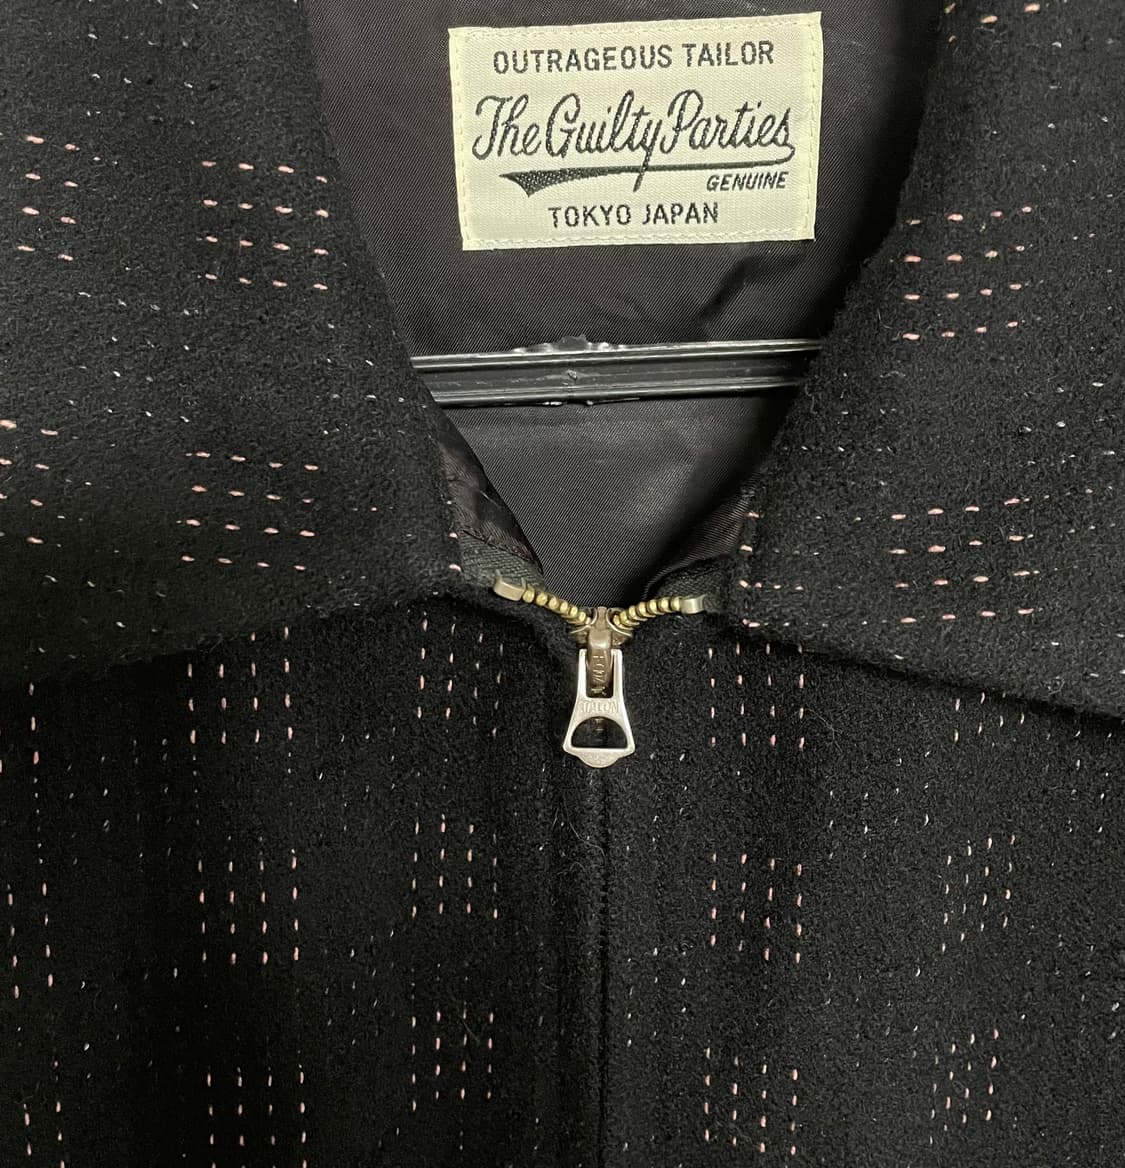 OUTRAGEOUS TAILOR
The Guilty Parties
GENUINE
TOKYO JAPAN
TALON